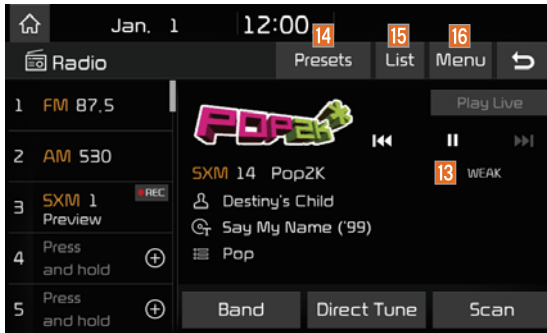 Jan. 1 12:00
14 15 16
Radio Presets List Menu
1 FM 87.5
2 AM 530
3 SXM 1 REC
Preview
4 Press
and hold
5 Press
and hold
POP2K
Play Live
13 WEAK
SXM 14 Pop2K
Destiny's Child
Say My Name ('99)
Pop
Band Direct Tune Scan